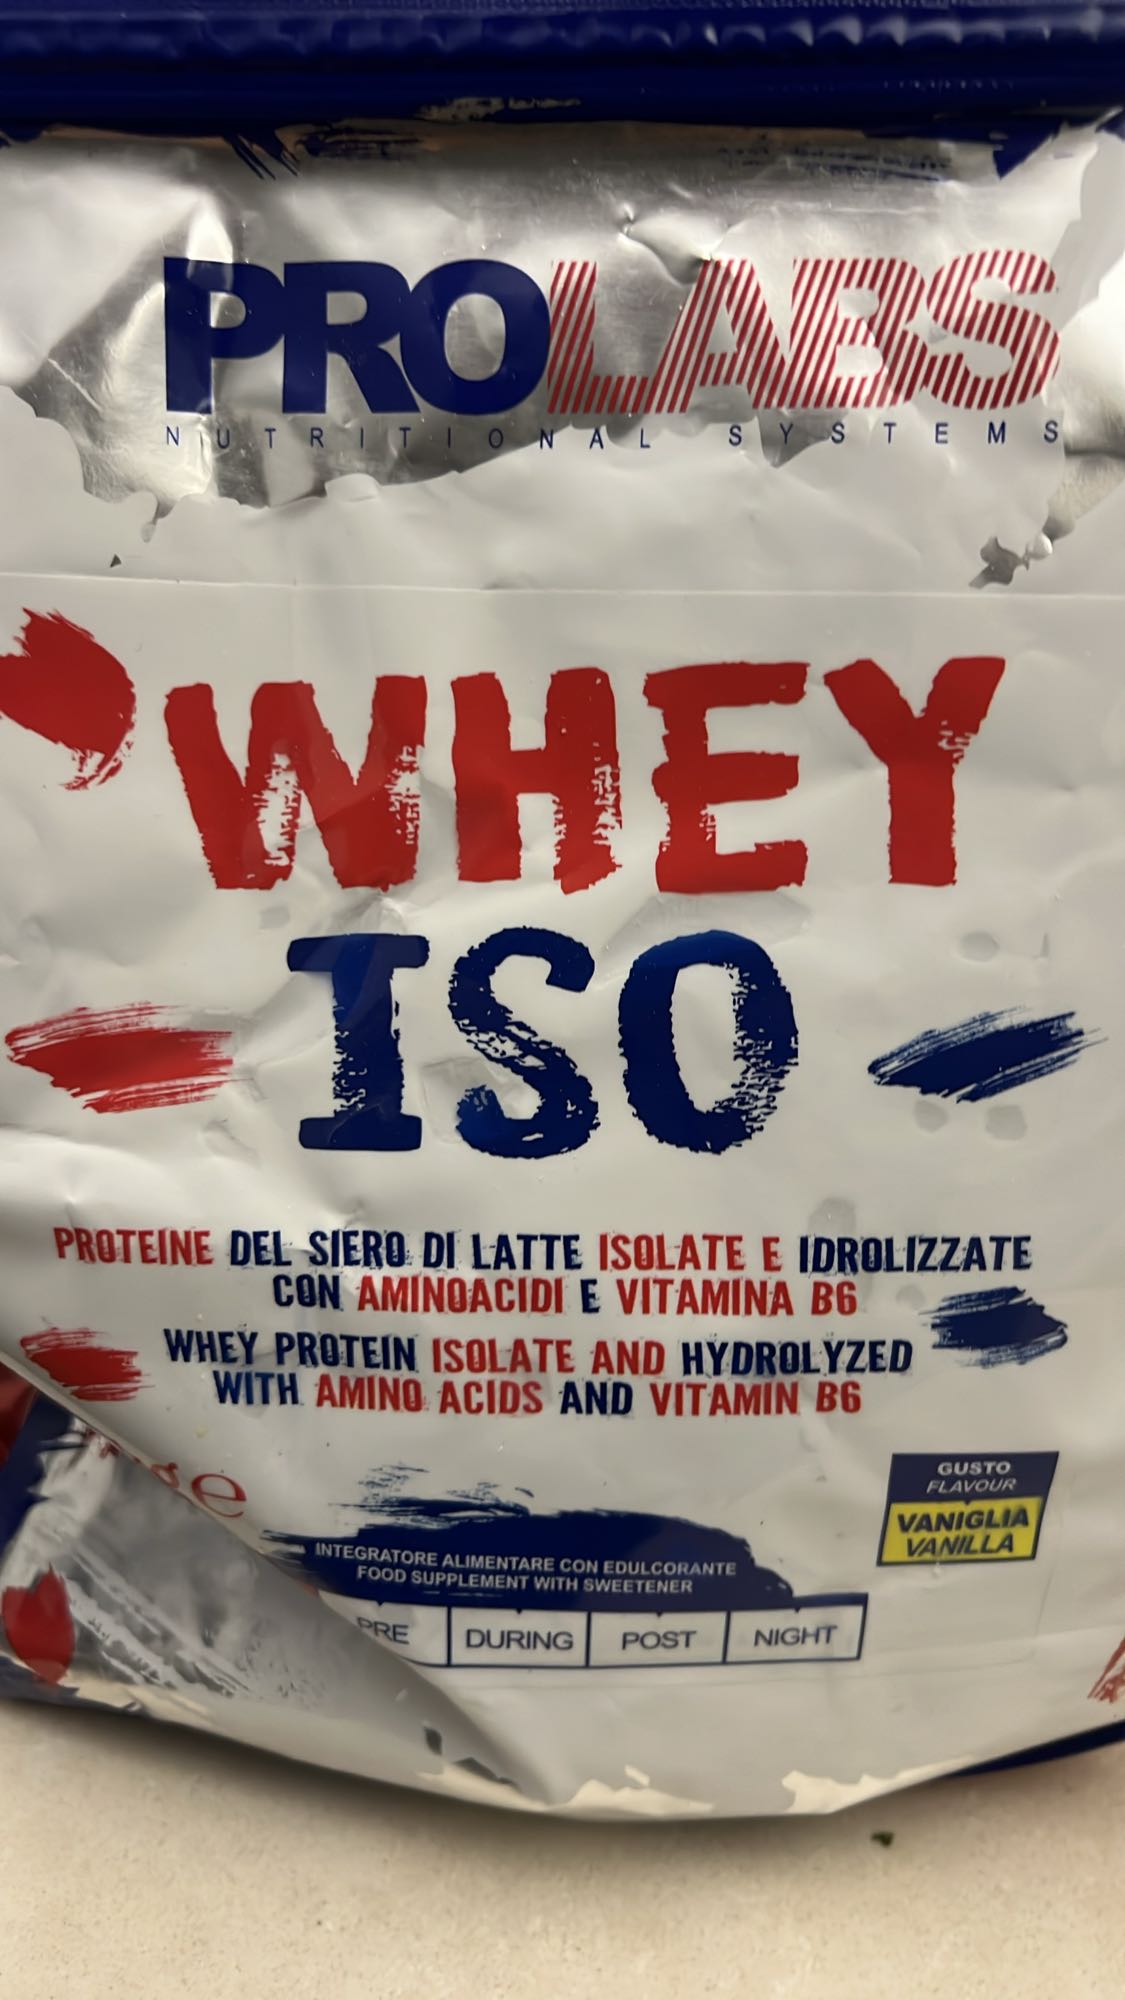 PROLABS
NUTRITIONAL SYSTEMS
WHEY
ISO
PROTEINE DEL SIERO DI LATTE ISOLATE E IDROLIZZATE
CON AMINOACIDI E VITAMINA B6
WHEY PROTEIN ISOLATE AND HYDROLYZED
WITH AMINO ACIDS AND VITAMIN B6
GUSTO
FLAVOUR
VANIGLIA
VANILLA
INTEGRATORE ALIMENTARE CON EDULCORANTE
FOOD SUPPLEMENT WITH SWEETENER
PRE DURING POST NIGHT